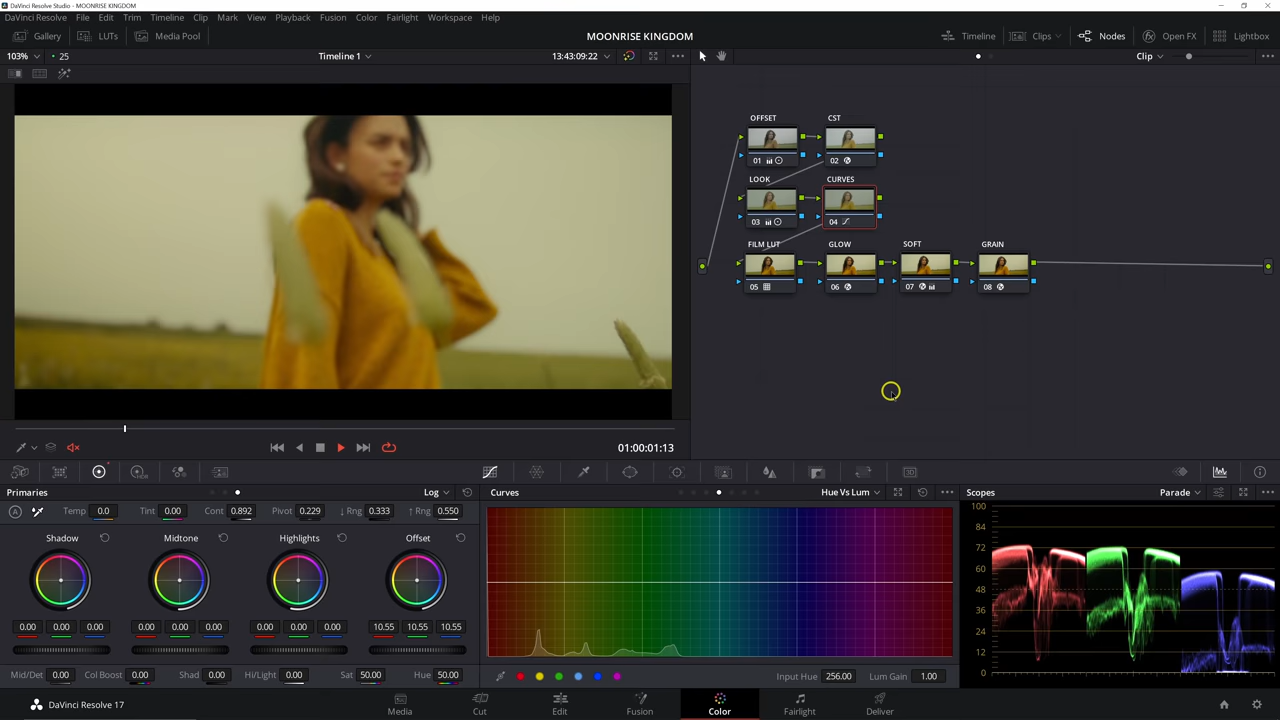 DaVinci Resolve Studio - MOONRISE KINGDOM
DaVinci Resolve File Edit Trim Timeline Clip Mark View Playback Fusion Color Fairlight Workspace Help
Gallery LUTs Media Pool MOONRISE KINGDOM Timeline Clips Nodes Open FX Lightbox
103% 25 Timeline 1 13:43:09:22 Clip
OFFSET CST
01 02
LOOK CURVES
03 04
FILM LUT GLOW SOFT GRAIN
05 06 07 08
01:00:01:13
Primaries Log Curves Hue Vs Lum Scopes Parade
Temp 0.0 Tint 0.00 Cont 0.892 Pivot 0.229 ↓ Rng 0.333 ↑ Rng 0.550
A
Shadow Midtone Highlights Offset
0.00 0.00 0.00 0.00 0.00 0.00 0.00 0.00 0.00 10.55 10.55 10.55
Mid/Det 0.00 Col Boost 0.00 Shad 0.00 Hi/Light 0.00 Sat 50.00 Hue 50.00
Input Hue 256.00 Lum Gain 1.00
100
84
72
60
48
36
24
12
0
DaVinci Resolve 17
Media Cut Edit Fusion Color Fairlight Deliver